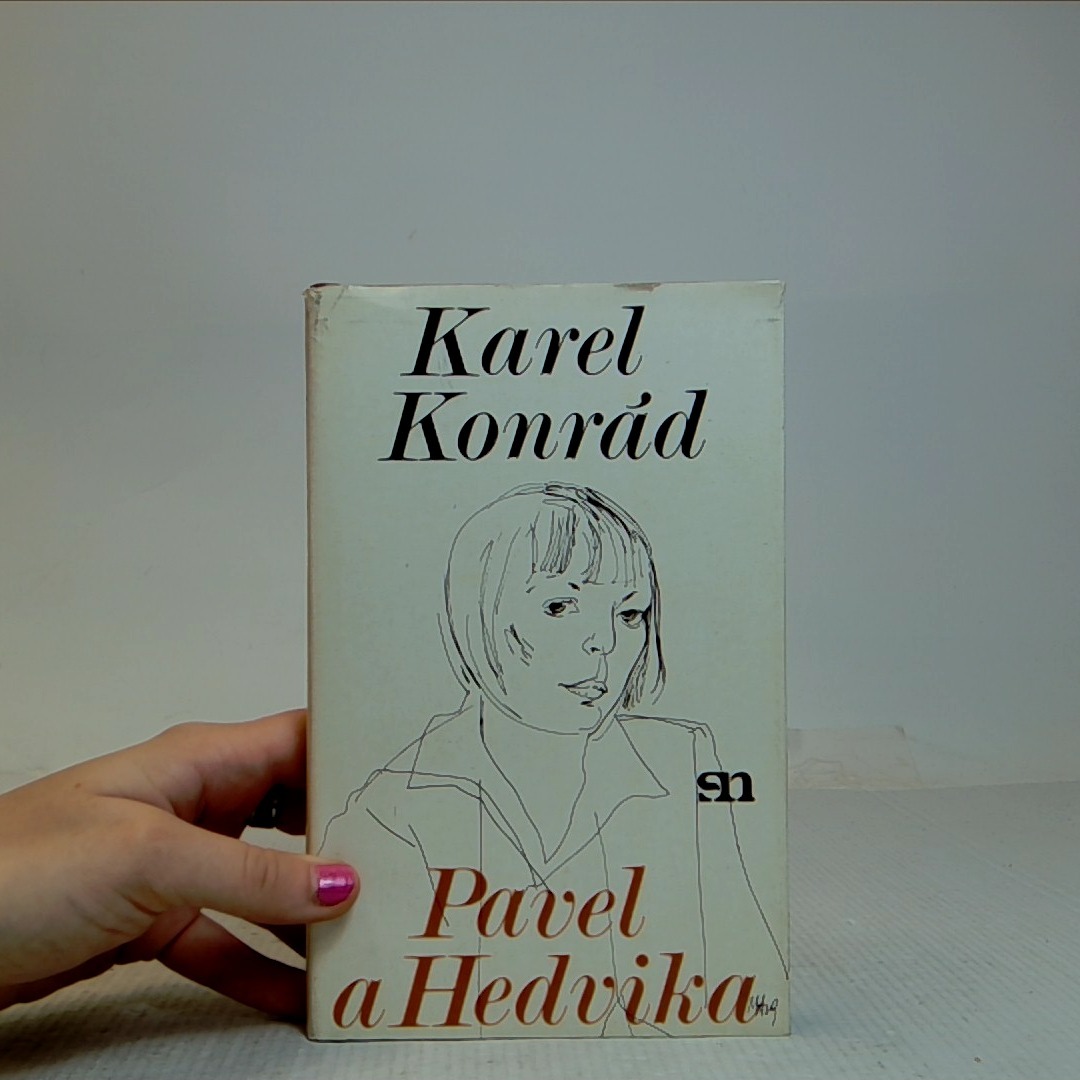 Karel
Konrád
sn
Pavel
a Hedvika